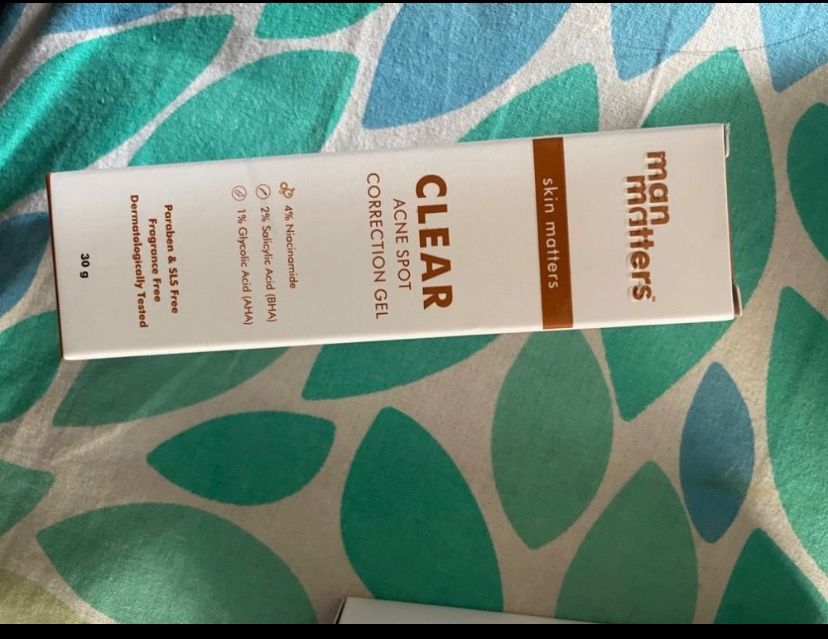 man
matters™
skin matters
CLEAR
ACNE SPOT
CORRECTION GEL
4% Niacinamide
2% Salicylic Acid (BHA)
1% Glycolic Acid (AHA)
Paraben & SLS Free
Fragrance Free
Dermatologically Tested
30 g